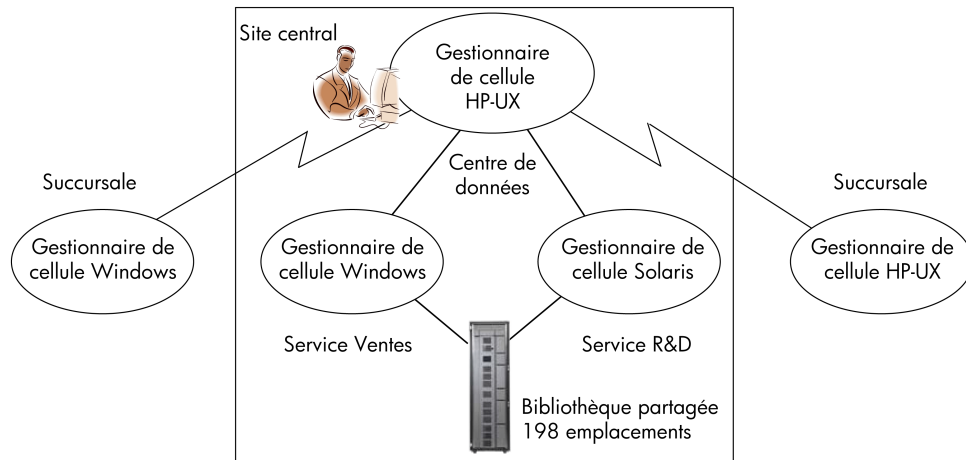 Site central
Gestionnaire
de cellule
HP-UX
Centre de
données
Succursale
Succursale
Gestionnaire de
cellule Windows
Gestionnaire de
cellule Windows
Gestionnaire de
cellule Solaris
Gestionnaire de
cellule HP-UX
Service Ventes
Service R&D
Bibliothèque partagée
198 emplacements